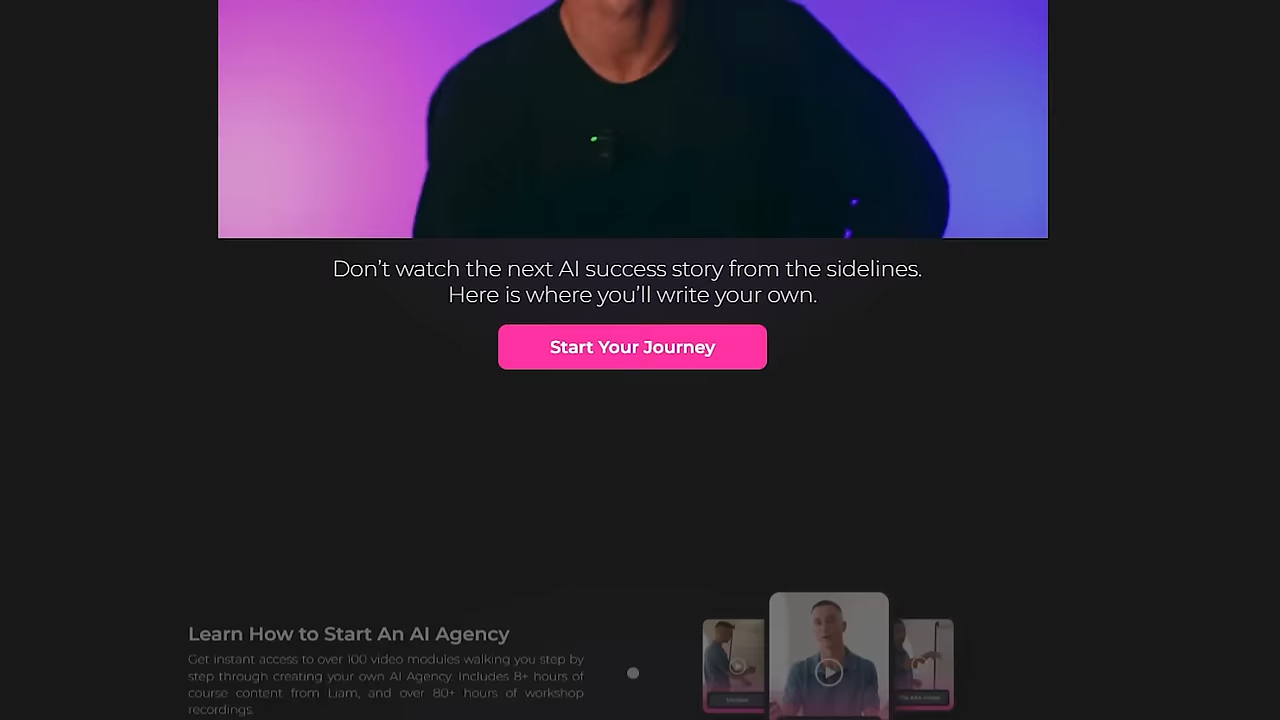 Don't watch the next AI success story from the sidelines.
Here is where you'll write your own.
Start Your Journey
Learn How to Start An AI Agency
Get instant access to over 100 video modules walking you step by
step through creating your own AI Agency. Includes 8+ hours of
course content from Liam, and over 80+ hours of workshop
recordings.